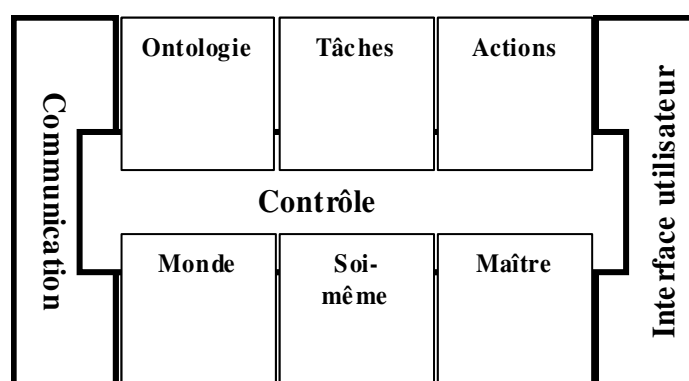 Ontologie
Tâches
Actions
Communication
Contrôle
Interface utilisateur
Monde
Soi-
même
Maître